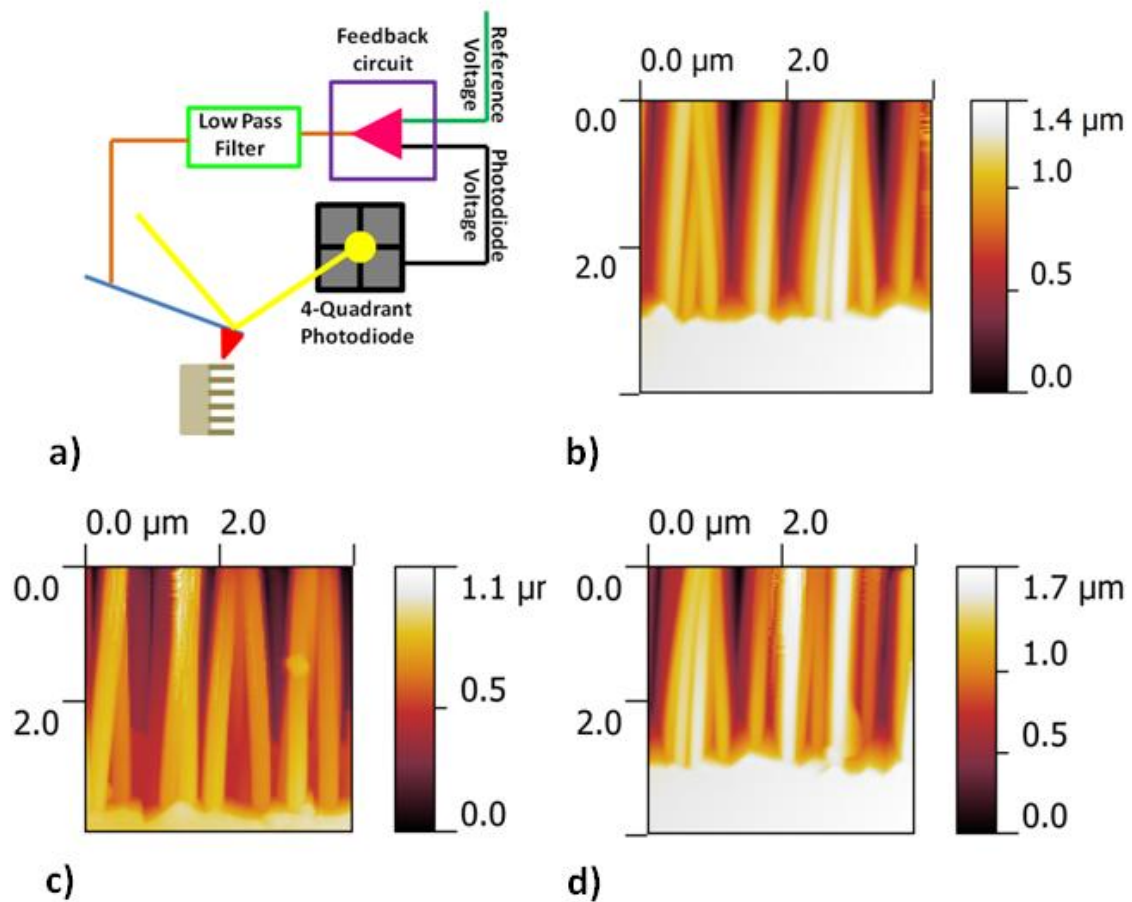 Feedback
circuit
Reference
Voltage
Low Pass
Filter
Photodiode
Voltage
4-Quadrant
Photodiode
a)
0.0 µm 2.0
0.0
2.0
1.4 µm
1.0
0.5
0.0
b)
0.0 µm 2.0
0.0
2.0
1.1 µr
0.5
0.0
c)
0.0 µm 2.0
0.0
2.0
1.7 µm
1.0
0.5
0.0
d)